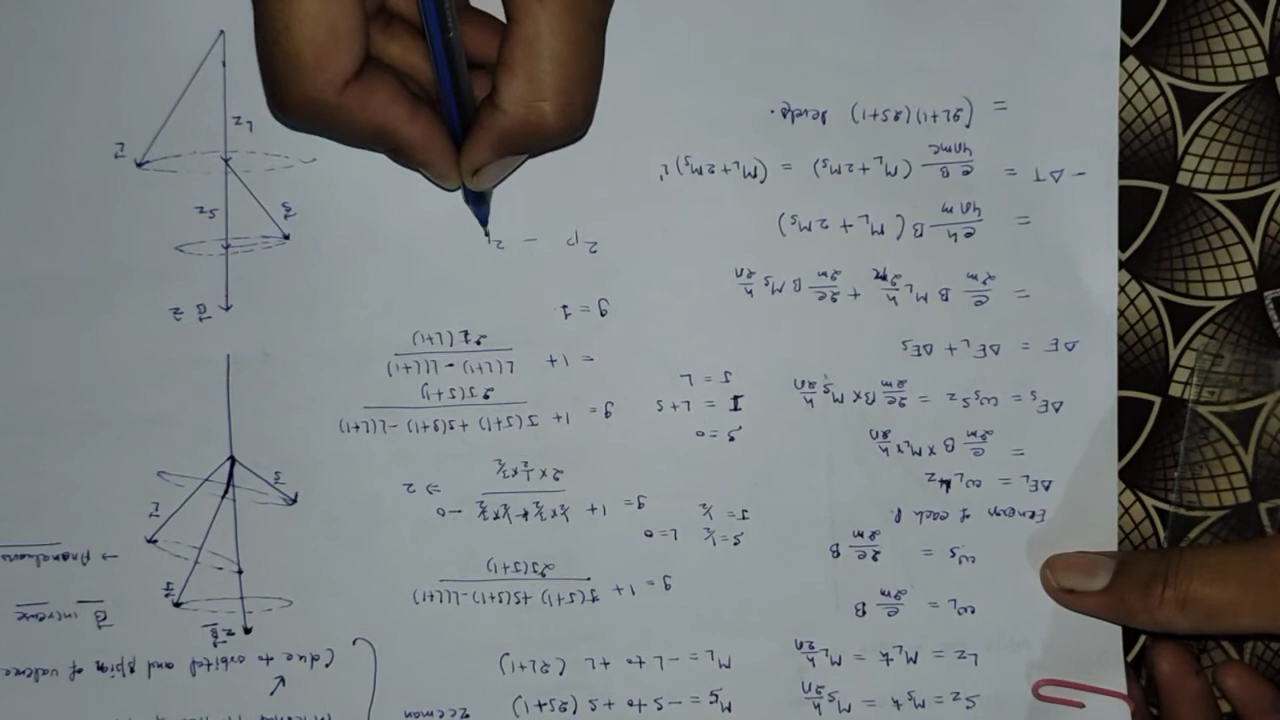 Zeeman
(due to orbital and spin of valence
B⃗ increase
S_z = M_s ħ = M_s h/2π
L_z = M_L ħ = M_L h/2π
ω_L = e/2m B
ω_s = 2e/2m B
of each
ΔE_L = ω_L L_z
= e/2m B × M_L × h/2π
ΔE_s = ω_s S_z = 2e/2m B × M_s h/2π
ΔE = ΔE_L + ΔE_s
= e/2m B M_L h/2π + 2e/2m B M_s h/2π
= eh/4πm B (M_L + 2M_s)
-ΔT = eB/4πmc (M_L + 2M_s) = (M_L + 2M_s) L'
= (2L+1)(2S+1) levels.
M_s = -S to +S (2S+1)
M_L = -L to +L (2L+1)
g = 1 + J(J+1) + S(S+1) - L(L+1) / 2J(J+1)
S = 1/2 L = 0
J = 1/2
g = 1 + 1/2 × 3/2 + 1/2 × 3/2 - 0 / 2 × 1/2 × 3/2 ⇒ 2
S = 0
J = L + S
J = L
g = 1 + J(J+1) + S(S+1) - L(L+1) / 2J(J+1)
= 1 + L(L+1) - L(L+1) / 2L(L+1)
g = 1
2p - 2
Z B⃗
J⃗
L⃗
S⃗
B⃗ Z
S⃗
S_z
L⃗
L_z